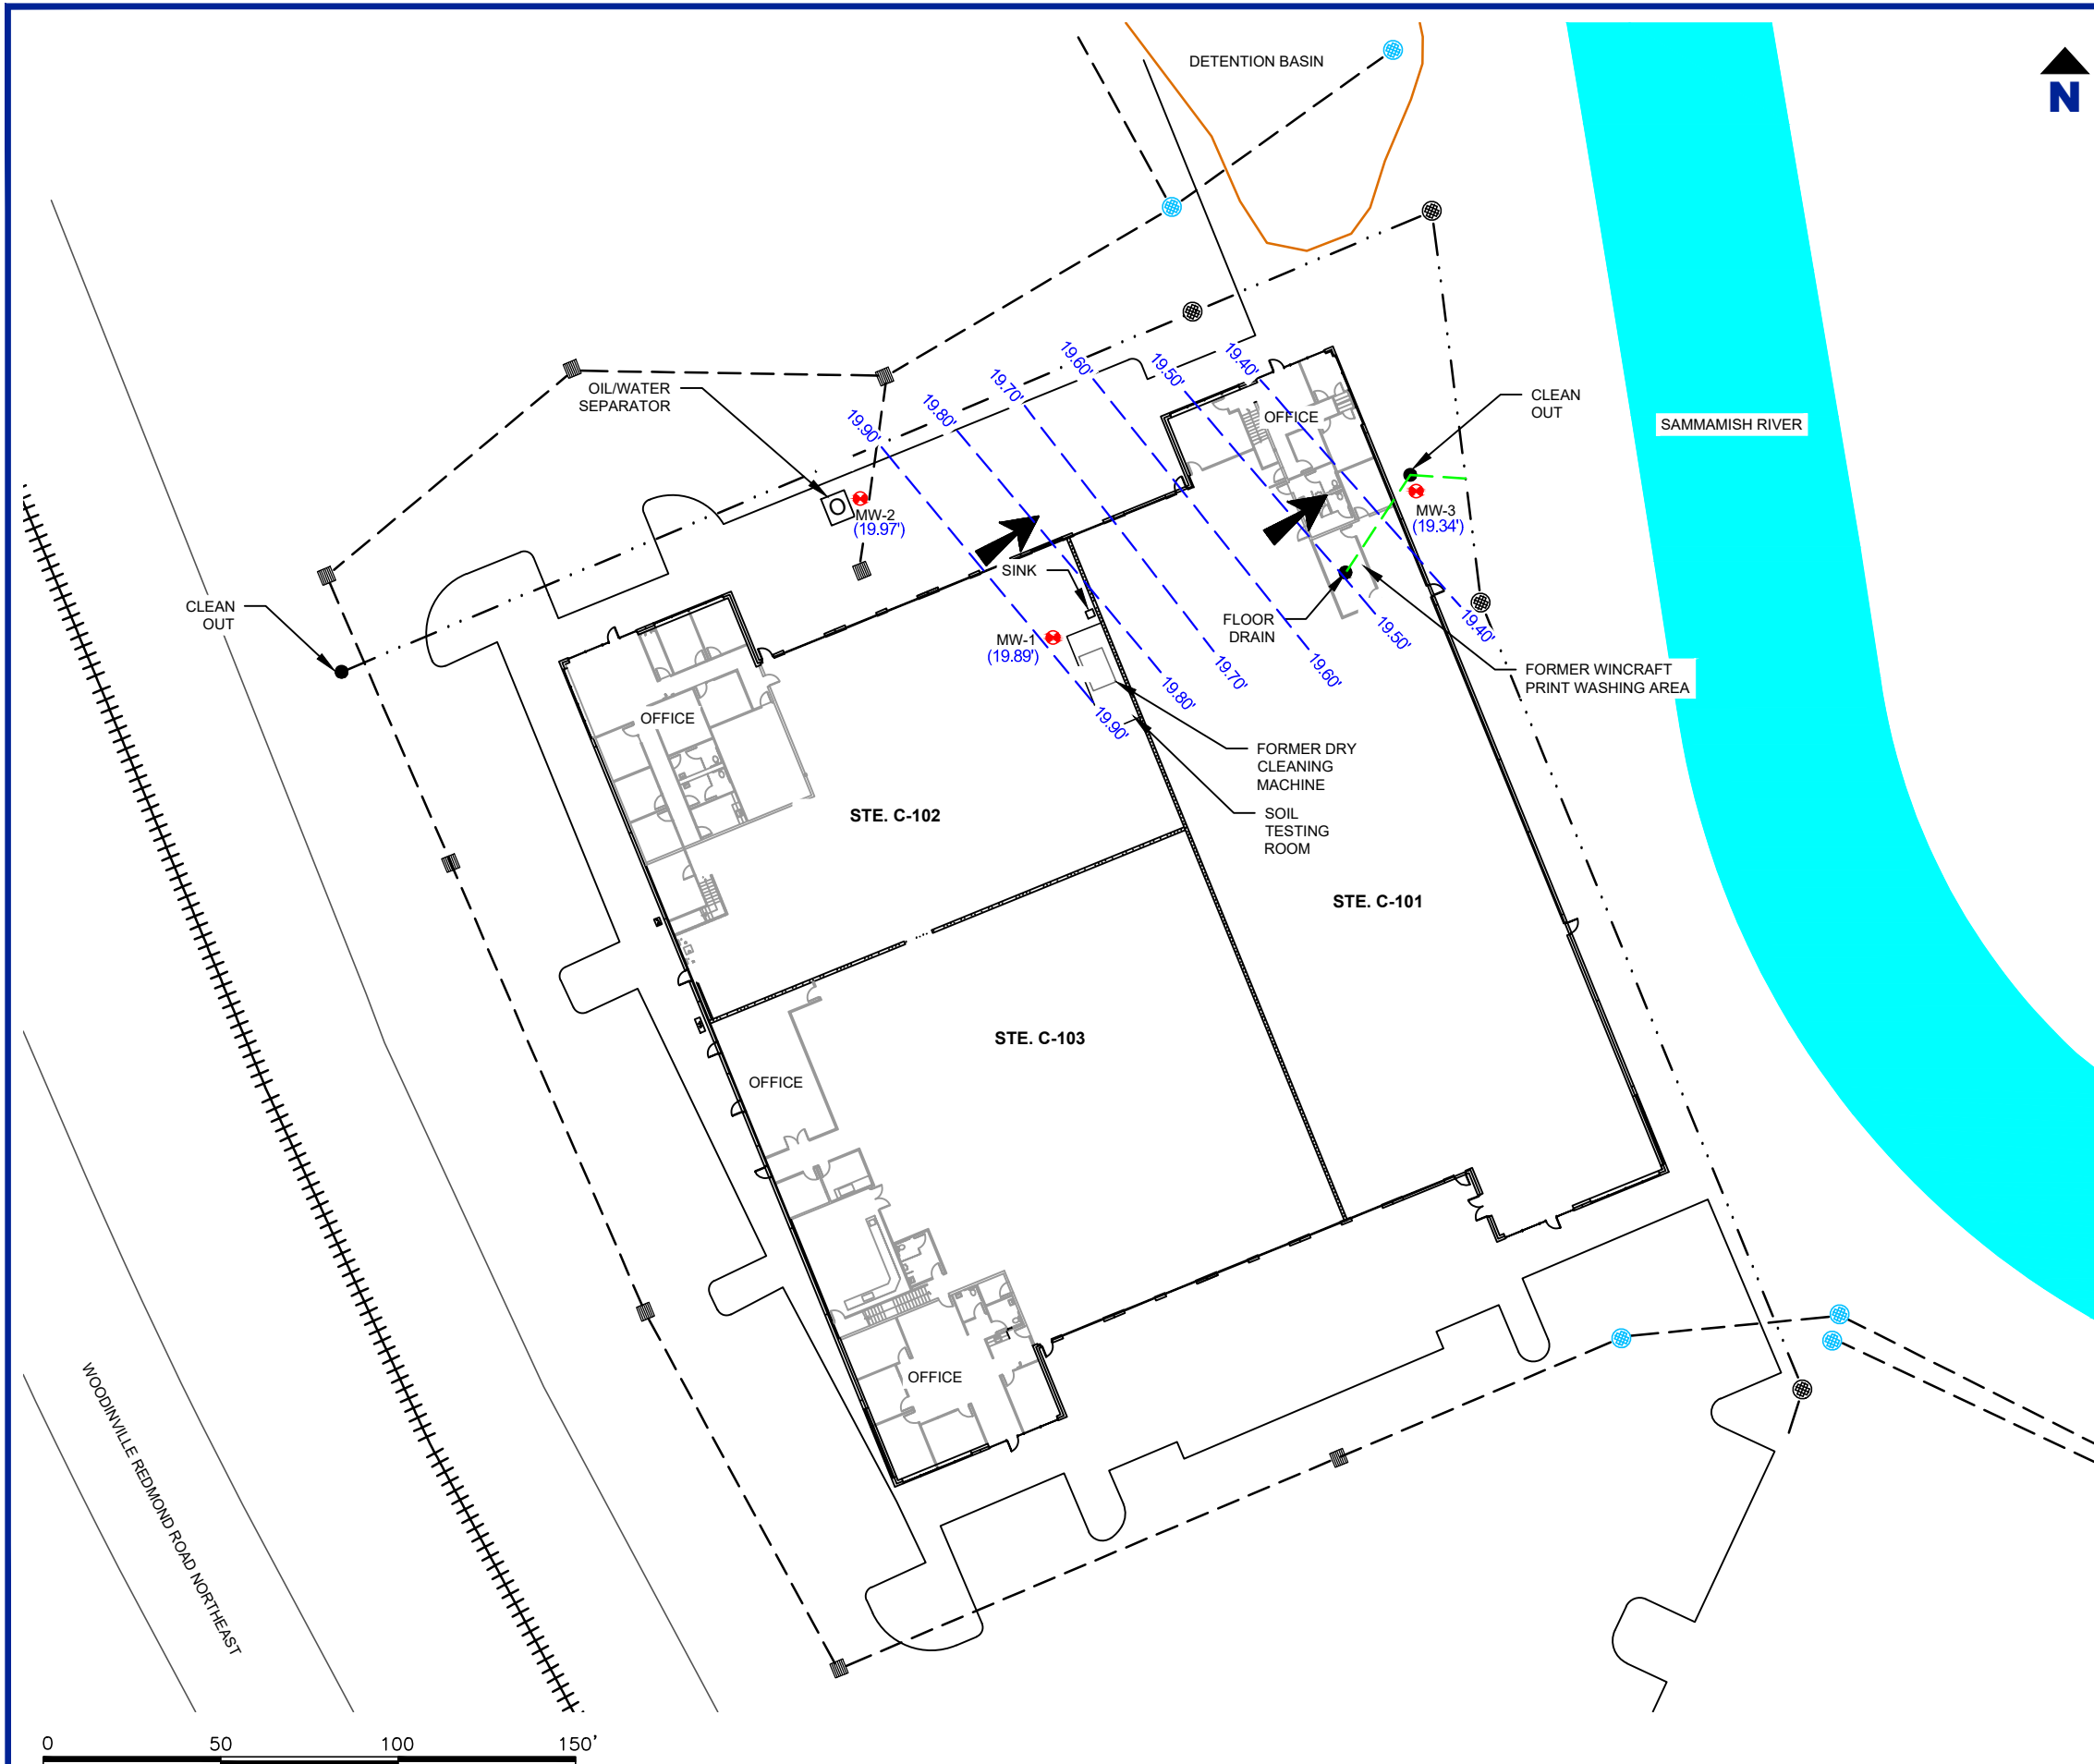 DETENTION BASIN
N
19.60'
19.50'
19.40'
19.70'
19.80'
19.90'
OIL/WATER
SEPARATOR
OFFICE
CLEAN
OUT
SAMMAMISH RIVER
MW-2
(19.97')
MW-3
(19.34')
SINK
CLEAN
OUT
MW-1
(19.89')
FLOOR
DRAIN
19.50'
19.40'
19.70'
19.60'
19.80'
19.90'
FORMER WINCRAFT
PRINT WASHING AREA
OFFICE
FORMER DRY
CLEANING
MACHINE
STE. C-102
SOIL
TESTING
ROOM
STE. C-101
STE. C-103
OFFICE
OFFICE
WOODINVILLE REDMOND ROAD NORTHEAST
0 50 100 150'